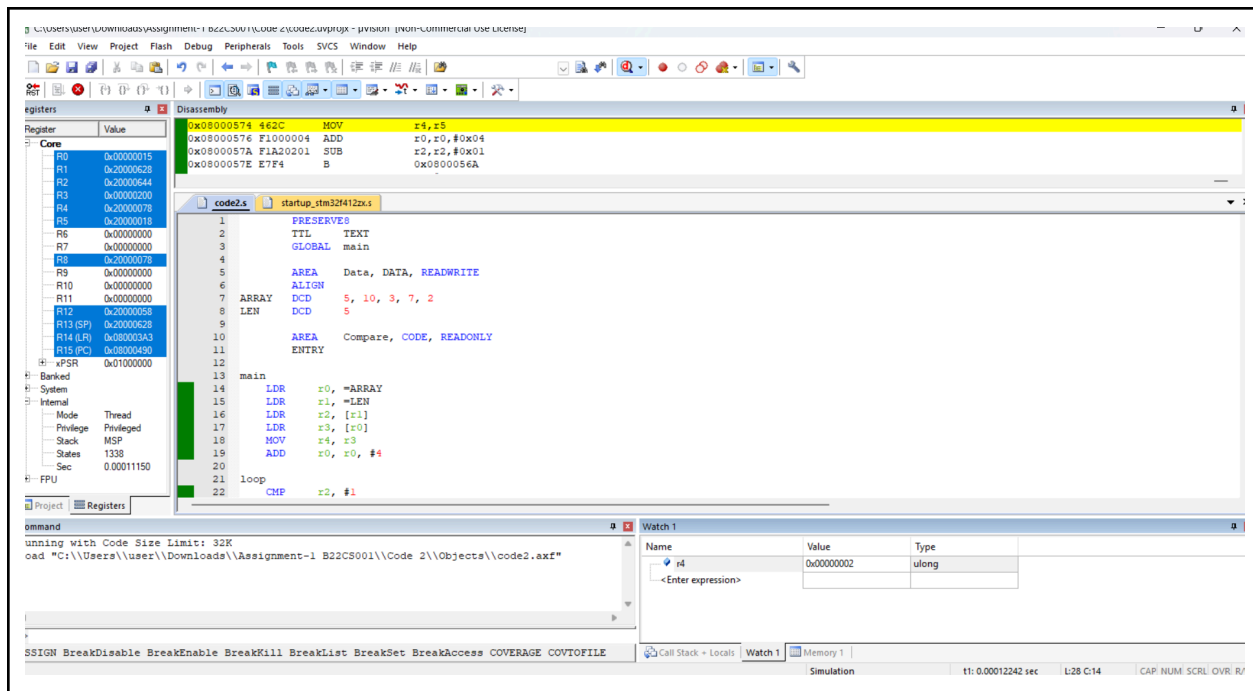 C:\Users\user\Downloads\Assignment-1 B22CS001\Code 2\code2.uvprojx - µVision [Non-Commercial Use License]
File Edit View Project Flash Debug Peripherals Tools SVCS Window Help
RST
egisters
Register Value
Core
R0 0x00000015
R1 0x20000628
R2 0x20000644
R3 0x00000200
R4 0x20000078
R5 0x20000018
R6 0x00000000
R7 0x00000000
R8 0x20000078
R9 0x00000000
R10 0x00000000
R11 0x00000000
R12 0x20000058
R13 (SP) 0x20000628
R14 (LR) 0x080003A3
R15 (PC) 0x08000490
xPSR 0x01000000
Banked
System
Internal
Mode Thread
Privilege Privileged
Stack MSP
States 1338
Sec 0.00011150
FPU
Project Registers
Disassembly
0x08000574 462C MOV r4,r5
0x08000576 F1000004 ADD r0,r0,#0x04
0x0800057A F1A20201 SUB r2,r2,#0x01
0x0800057E E7F4 B 0x0800056A
code2.s startup_stm32f412zx.s
1 PRESERVE8
2 TTL TEXT
3 GLOBAL main
4
5 AREA Data, DATA, READWRITE
6 ALIGN
7 ARRAY DCD 5, 10, 3, 7, 2
8 LEN DCD 5
9
10 AREA Compare, CODE, READONLY
11 ENTRY
12
13 main
14 LDR r0, =ARRAY
15 LDR r1, =LEN
16 LDR r2, [r1]
17 LDR r3, [r0]
18 MOV r4, r3
19 ADD r0, r0, #4
20
21 loop
22 CMP r2, #1
ommand
unning with Code Size Limit: 32K
oad "C:\\Users\\user\\Downloads\\Assignment-1 B22CS001\\Code 2\\Objects\\code2.axf"
SSIGN BreakDisable BreakEnable BreakKill BreakList BreakSet BreakAccess COVERAGE COVTOFILE
Watch 1
Name Value Type
r4 0x00000002 ulong
<Enter expression>
Call Stack + Locals Watch 1 Memory 1
Simulation t1: 0.00012242 sec L:28 C:14 CAP NUM SCRL OVR R/